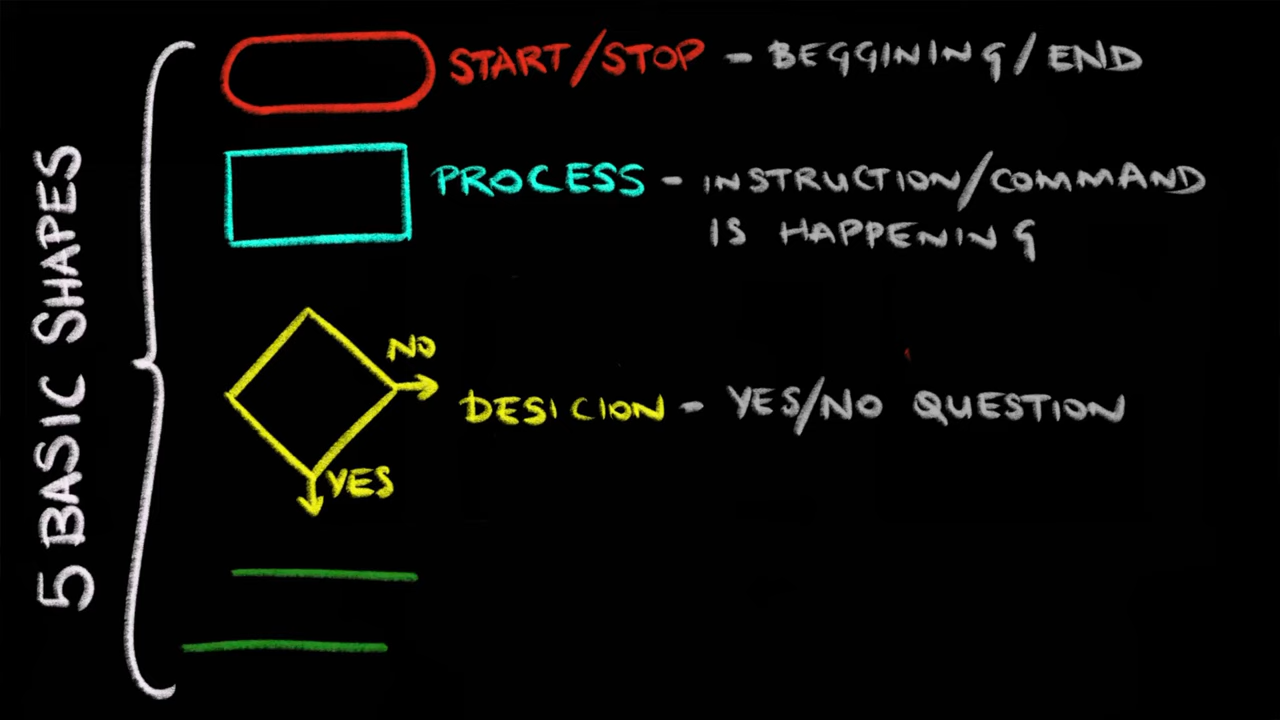 5 BASIC SHAPES
START/STOP - BEGGINING/END
PROCESS - INSTRUCTION/COMMAND
IS HAPPENING
NO
DESICION - YES/NO QUESTION
YES